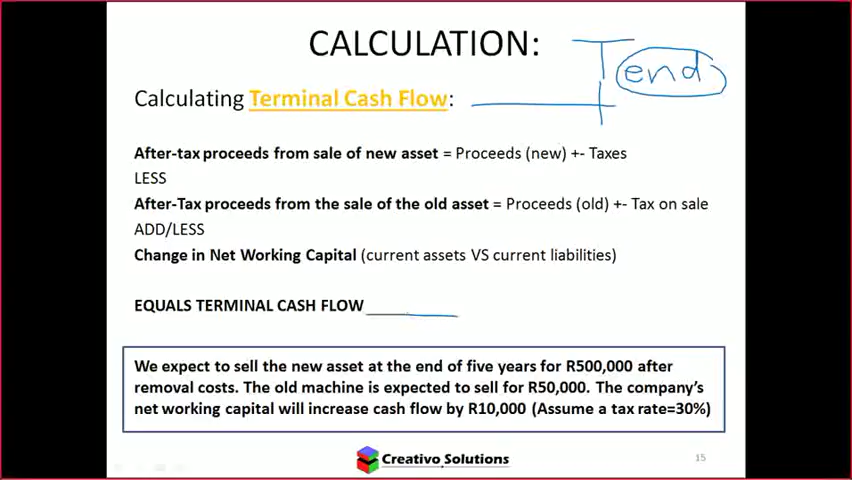 CALCULATION:
T end
Calculating Terminal Cash Flow:
After-tax proceeds from sale of new asset = Proceeds (new) +- Taxes
LESS
After-Tax proceeds from the sale of the old asset = Proceeds (old) +- Tax on sale
ADD/LESS
Change in Net Working Capital (current assets VS current liabilities)
EQUALS TERMINAL CASH FLOW
We expect to sell the new asset at the end of five years for R500,000 after
removal costs. The old machine is expected to sell for R50,000. The company's
net working capital will increase cash flow by R10,000 (Assume a tax rate=30%)
Creativo Solutions
15